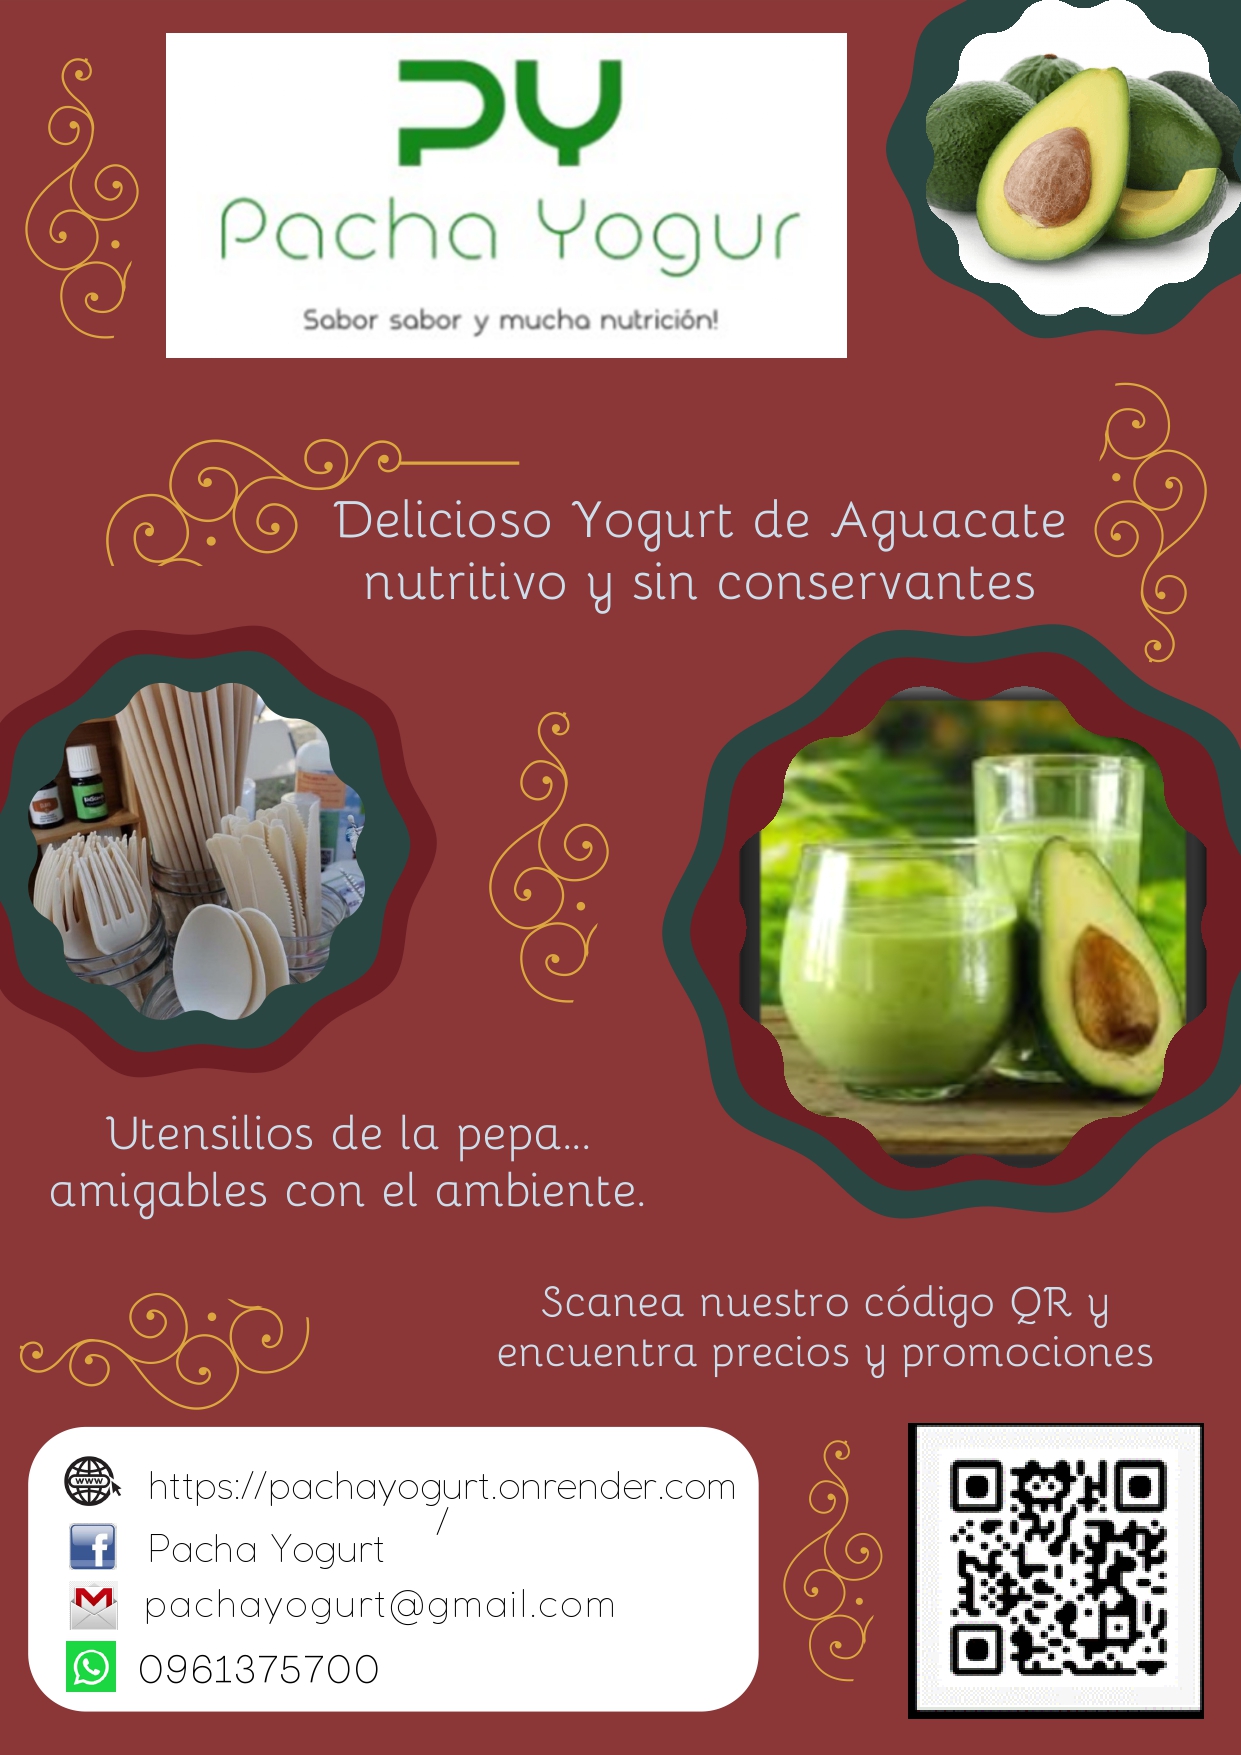 PY
Pacha Yogur
Sabor sabor y mucha nutrición!
Delicioso Yogurt de Aguacate
nutritivo y sin conservantes
Utensilios de la pepa...
amigables con el ambiente.
Scanea nuestro código QR y
encuentra precios y promociones
www
https://pachayogurt.onrender.com
/
Pacha Yogurt
pachayogurt@gmail.com
0961375700